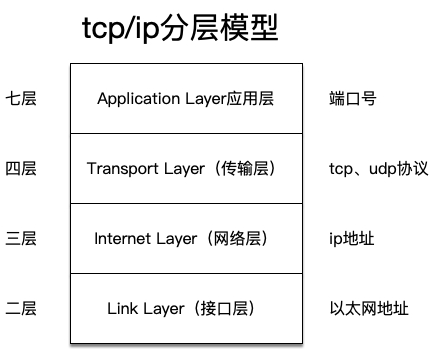 tcp/ip分层模型
七层 Application Layer应用层 端口号
四层 Transport Layer（传输层） tcp、udp协议
三层 Internet Layer（网络层） ip地址
二层 Link Layer（接口层） 以太网地址